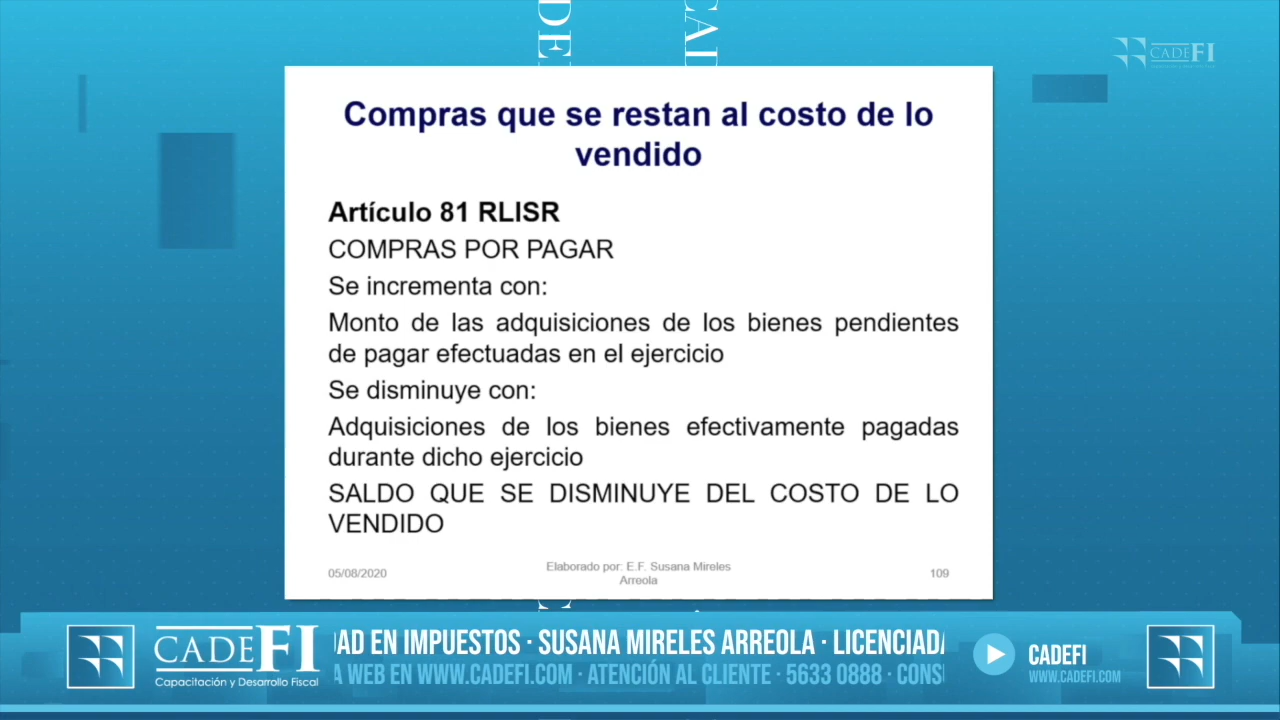 CADEFI
Compras que se restan al costo de lo
vendido
Artículo 81 RLISR
COMPRAS POR PAGAR
Se incrementa con:
Monto de las adquisiciones de los bienes pendientes
de pagar efectuadas en el ejercicio
Se disminuye con:
Adquisiciones de los bienes efectivamente pagadas
durante dicho ejercicio
SALDO QUE SE DISMINUYE DEL COSTO DE LO
VENDIDO
05/08/2020
Elaborado por: E.F. Susana Mireles
Arreola
109
CADEFI
Capacitación y Desarrollo Fiscal
DAD EN IMPUESTOS · SUSANA MIRELES ARREOLA · LICENCIADA
A WEB EN WWW.CADEFI.COM · ATENCIÓN AL CLIENTE · 5633 0888 · CONS
CADEFI
WWW.CADEFI.COM